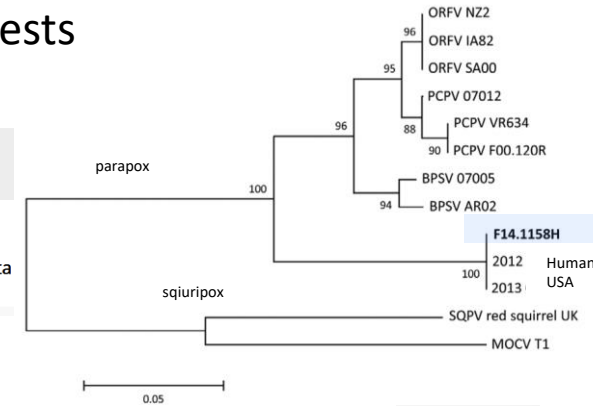 ests
ORFV NZ2
96
ORFV IA82
95
ORFV SA00
PCPV 07012
96
88
PCPV VR634
90
PCPV F00.120R
parapox
100
BPSV 07005
94
BPSV AR02
F14.1158H
ta
2012
Human
100
USA
2013
sqiuripox
SQPV red squirrel UK
MOCV T1
0.05